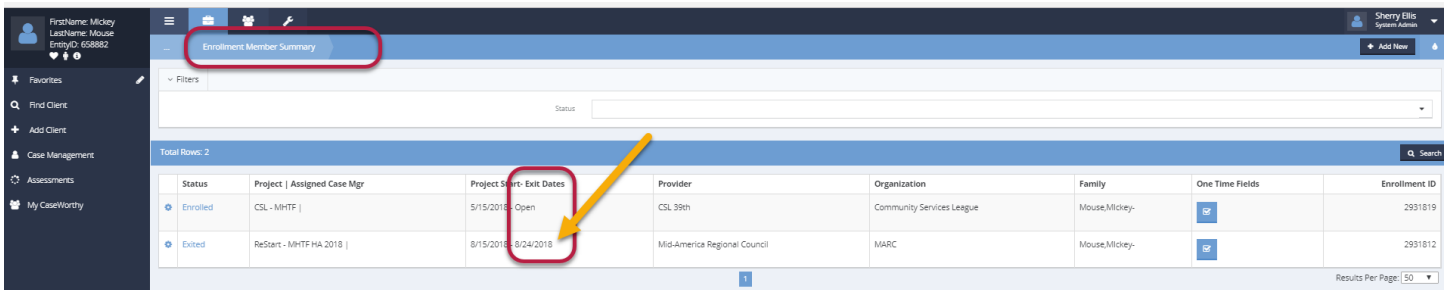 FirstName: Mickey
LastName: Mouse
EntityID: 658882
Sherry Ellis
System Admin
... Enrollment Member Summary
+ Add New
Favorites
Filters
Find Client
Status
Add Client
Case Management
Total Rows: 2
Search
Assessments
My CaseWorthy
Status Project | Assigned Case Mgr Project Start- Exit Dates Provider Organization Family One Time Fields Enrollment ID
Enrolled CSL - MHTF | 5/15/2018 - Open CSL 39th Community Services League Mouse,Mickey- 2931819
Exited ReStart - MHTF HA 2018 | 8/15/2018 - 8/24/2018 Mid-America Regional Council MARC Mouse,Mickey- 2931812
1
Results Per Page: 50